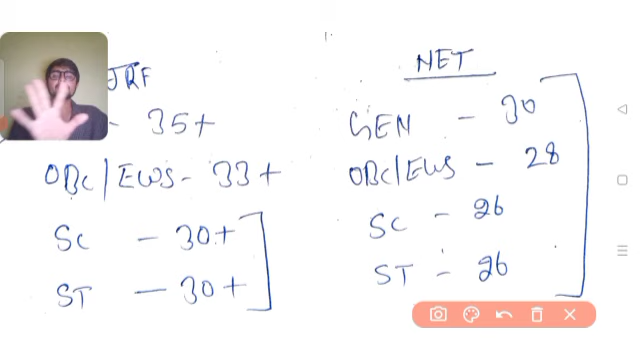 JRF
- 35+
OBC/EWS - 33+
SC - 30+
ST - 30+
NET
GEN - 30
OBC/EWS - 28
SC - 26
ST - 26